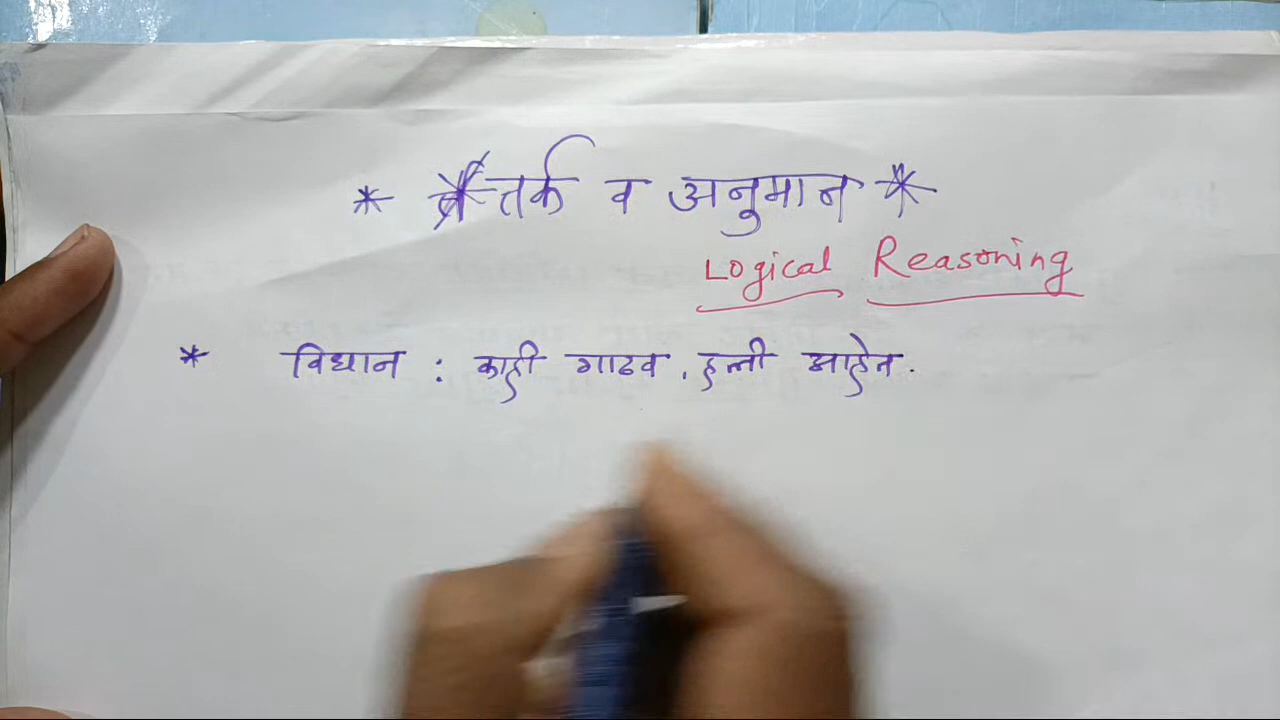 * तर्क व अनुमान *
Logical Reasoning
* विधान : काही गाढव, हत्ती आहेत.